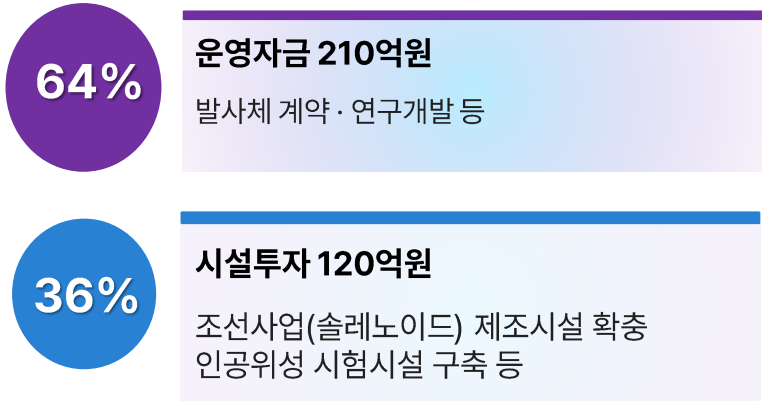 64%
운영자금 210억원
발사체 계약 · 연구개발 등
36%
시설투자 120억원
조선사업(솔레노이드) 제조시설 확충
인공위성 시험시설 구축 등